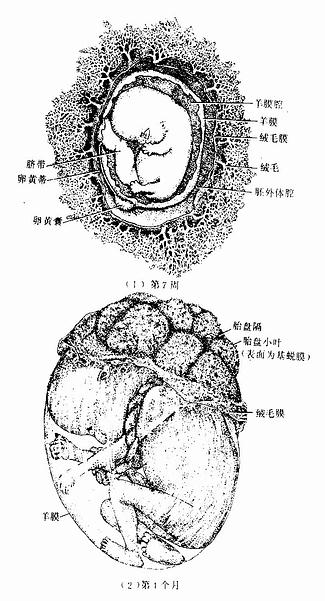 羊膜腔
羊膜
绒毛膜
脐带
绒毛
卵黄蒂
胚外体腔
卵黄囊
(1)第7周
胎盘隔
胎盘小叶
(表面为基蜕膜)
绒毛膜
羊膜
(2)第4个月